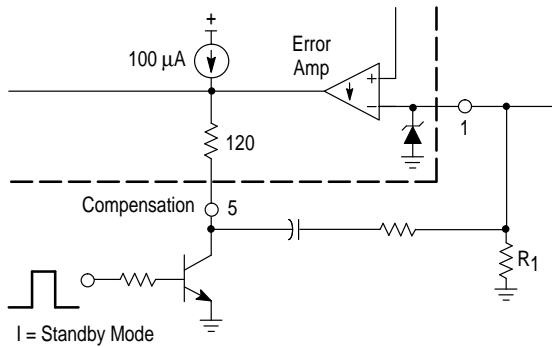 +
100 µA
Error
Amp
+
−
1
120
Compensation
5
R1
I = Standby Mode